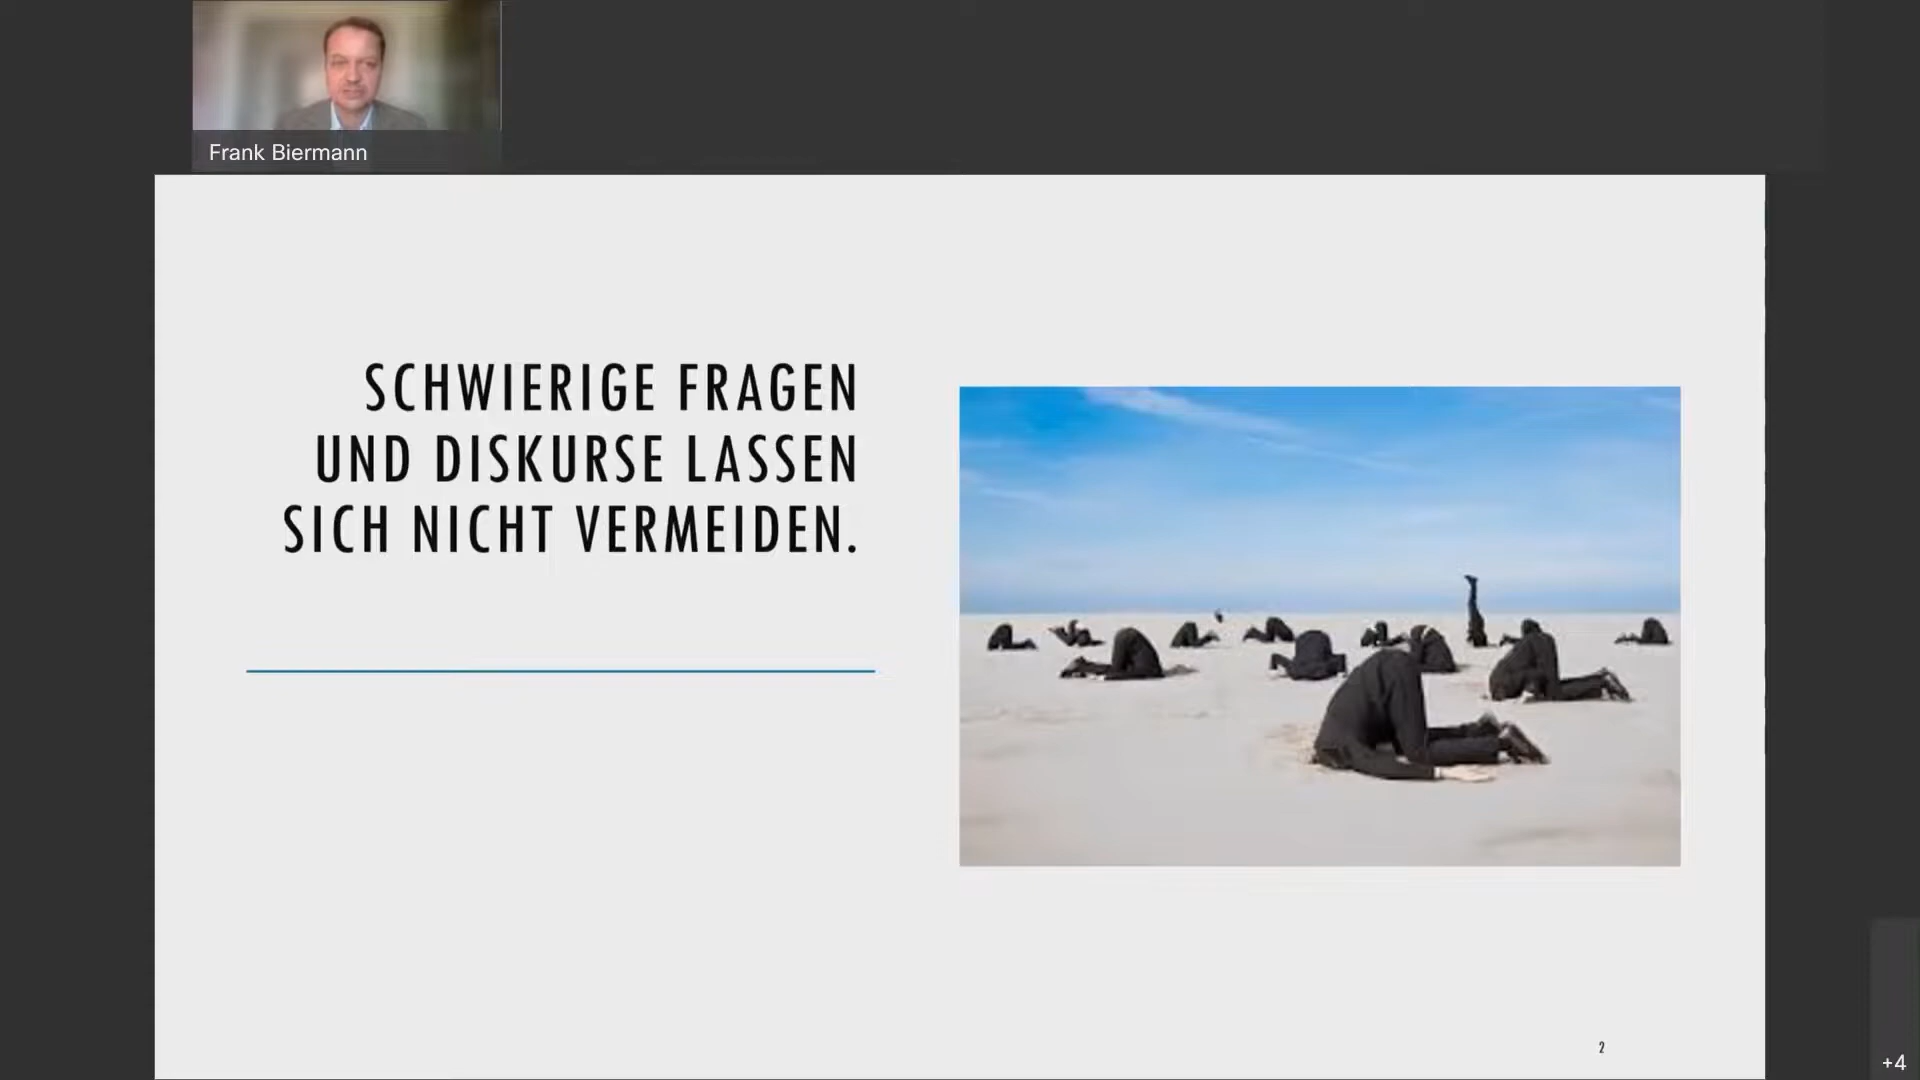 Frank Biermann
SCHWIERIGE FRAGEN
UND DISKURSE LASSEN
SICH NICHT VERMEIDEN.
2
+4